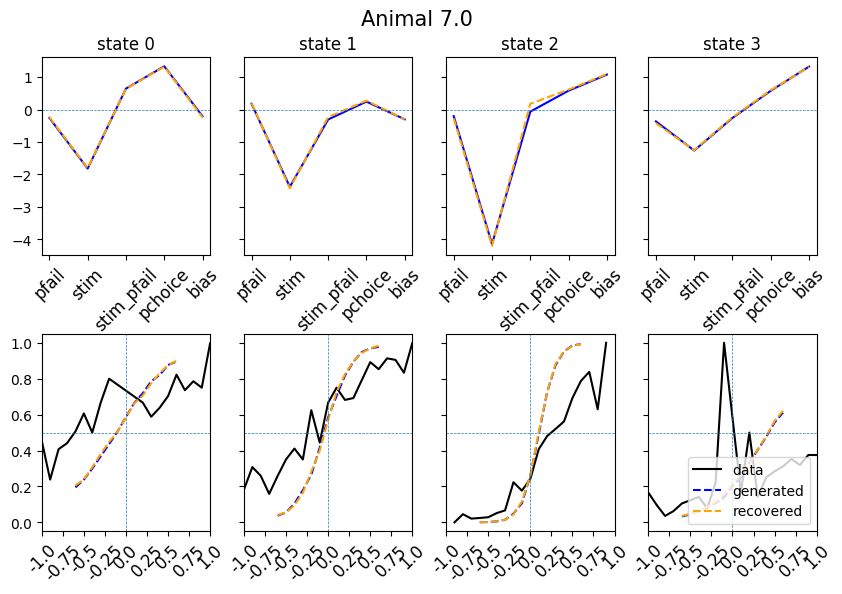 Animal 7.0
state 0 state 1 state 2 state 3
1
0
−1
−2
−3
−4
pfail stim stim_pfail pchoice bias pfail stim stim_pfail pchoice bias pfail stim stim_pfail pchoice bias pfail stim stim_pfail pchoice bias
1.0
0.8
0.6
0.4
0.2
0.0
data
generated
recovered
-1.0 -0.75 -0.5 -0.25 0.0 0.25 0.5 0.75 1.0 -1.0 -0.75 -0.5 -0.25 0.0 0.25 0.5 0.75 1.0 -1.0 -0.75 -0.5 -0.25 0.0 0.25 0.5 0.75 1.0 -1.0 -0.75 -0.5 -0.25 0.0 0.25 0.5 0.75 1.0